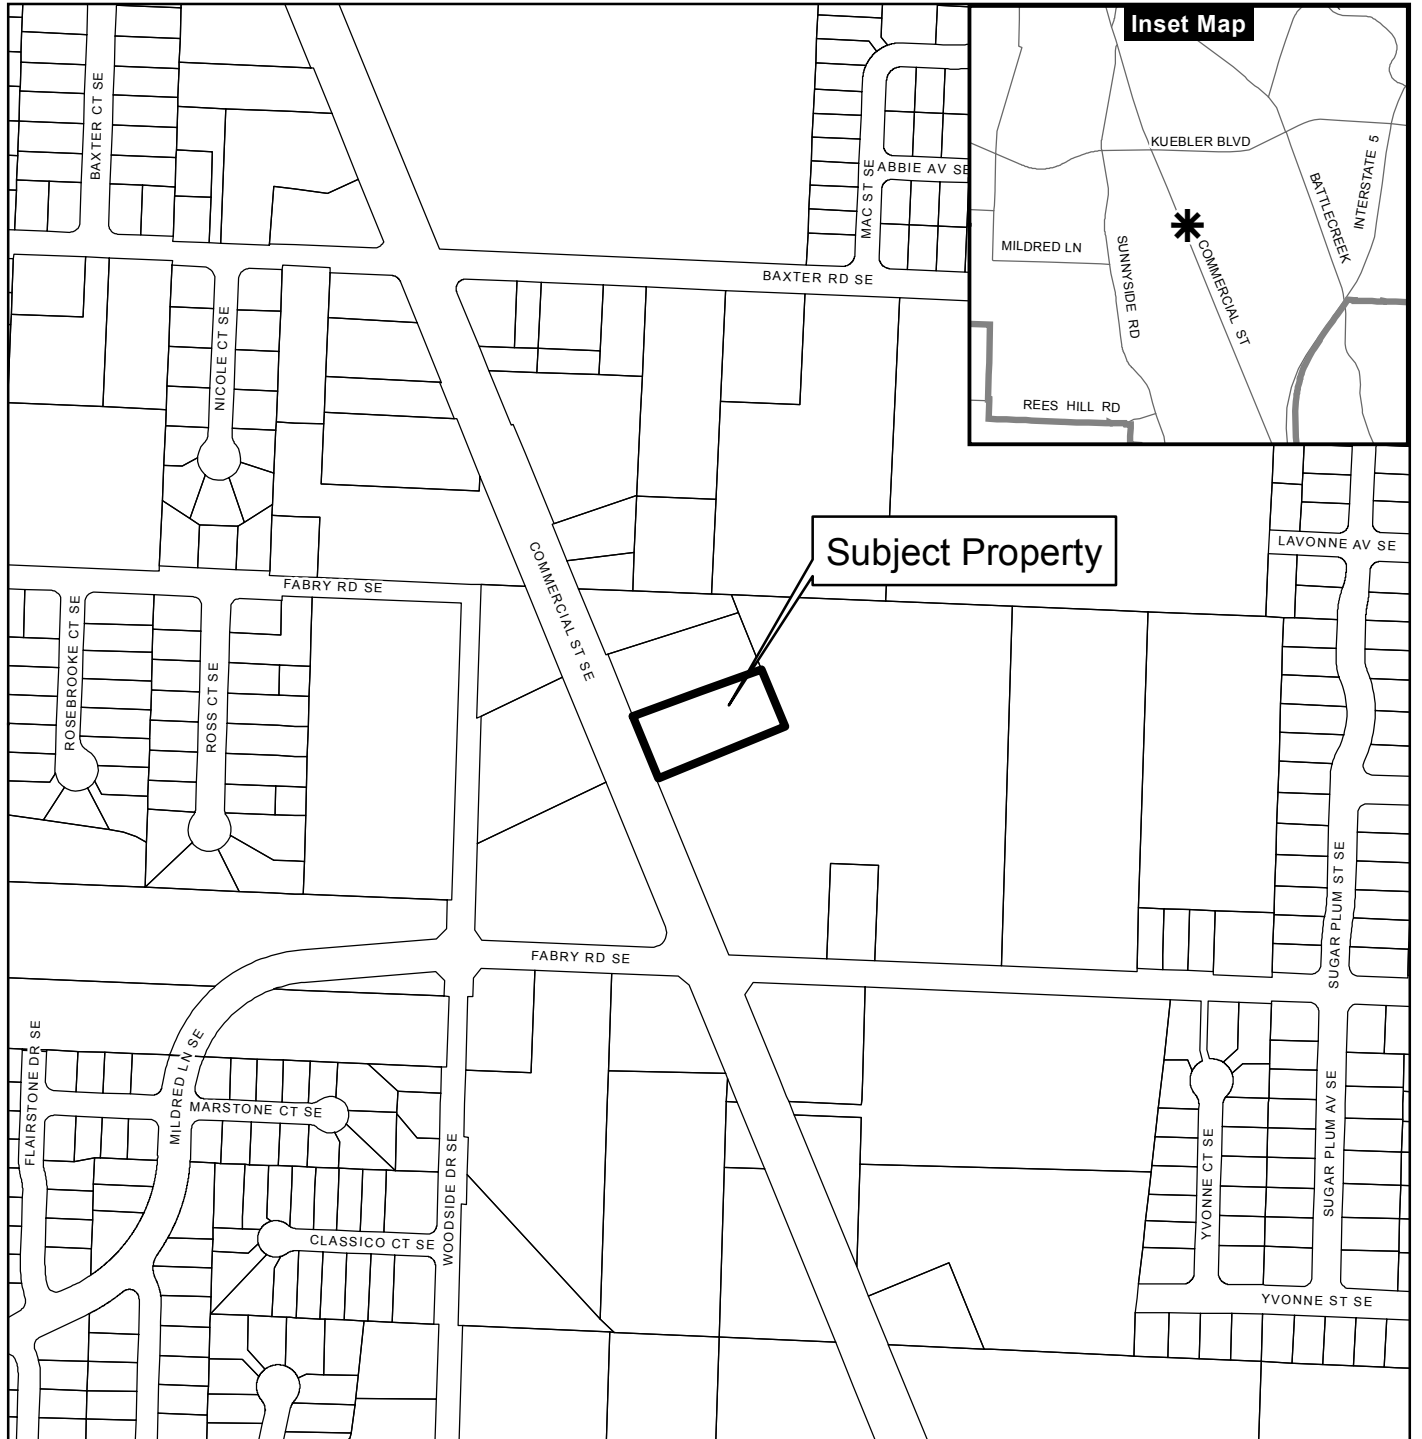 Inset Map
BAXTER CT SE
MAC ST SE
ABBIE AV SE
KUEBLER BLVD
INTERSTATE 5
BATTLECREEK
MILDRED LN
SUNNYSIDE RD
COMMERCIAL ST
REES HILL RD
BAXTER RD SE
NICOLE CT SE
COMMERCIAL ST SE
Subject Property
LAVONNE AV SE
FABRY RD SE
ROSEBROOKE CT SE
ROSS CT SE
SUGAR PLUM ST SE
FABRY RD SE
FLAIRSTONE DR SE
MILDRED LN SE
MARSTONE CT SE
WOODSIDE DR SE
CLASSICO CT SE
YVONNE CT SE
SUGAR PLUM AV SE
YVONNE ST SE